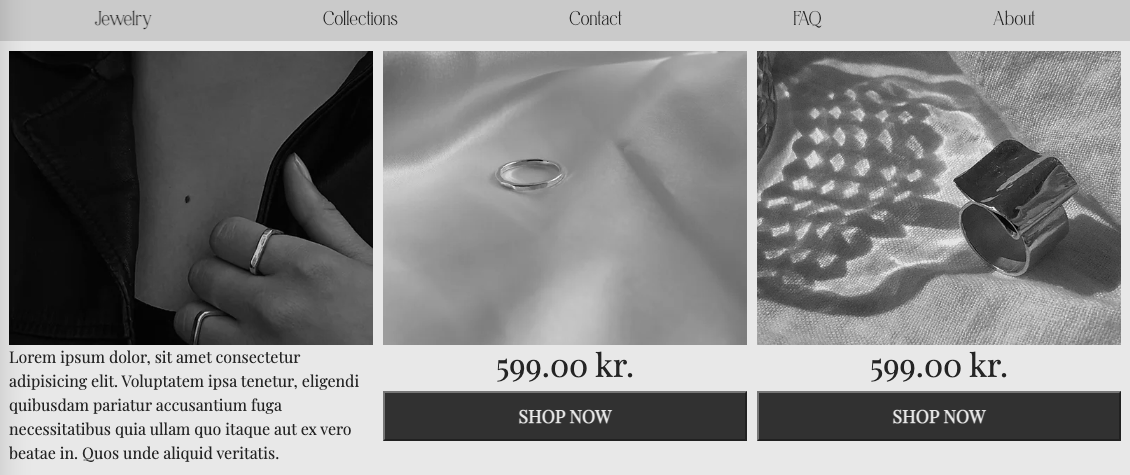 Jewelry Collections Contact FAQ About
Lorem ipsum dolor, sit amet consectetur
adipisicing elit. Voluptatem ipsa tenetur, eligendi
quibusdam pariatur accusantium fuga
necessitatibus quia ullam quo itaque aut ex vero
beatae in. Quos unde aliquid veritatis.
599.00 kr.
SHOP NOW
599.00 kr.
SHOP NOW